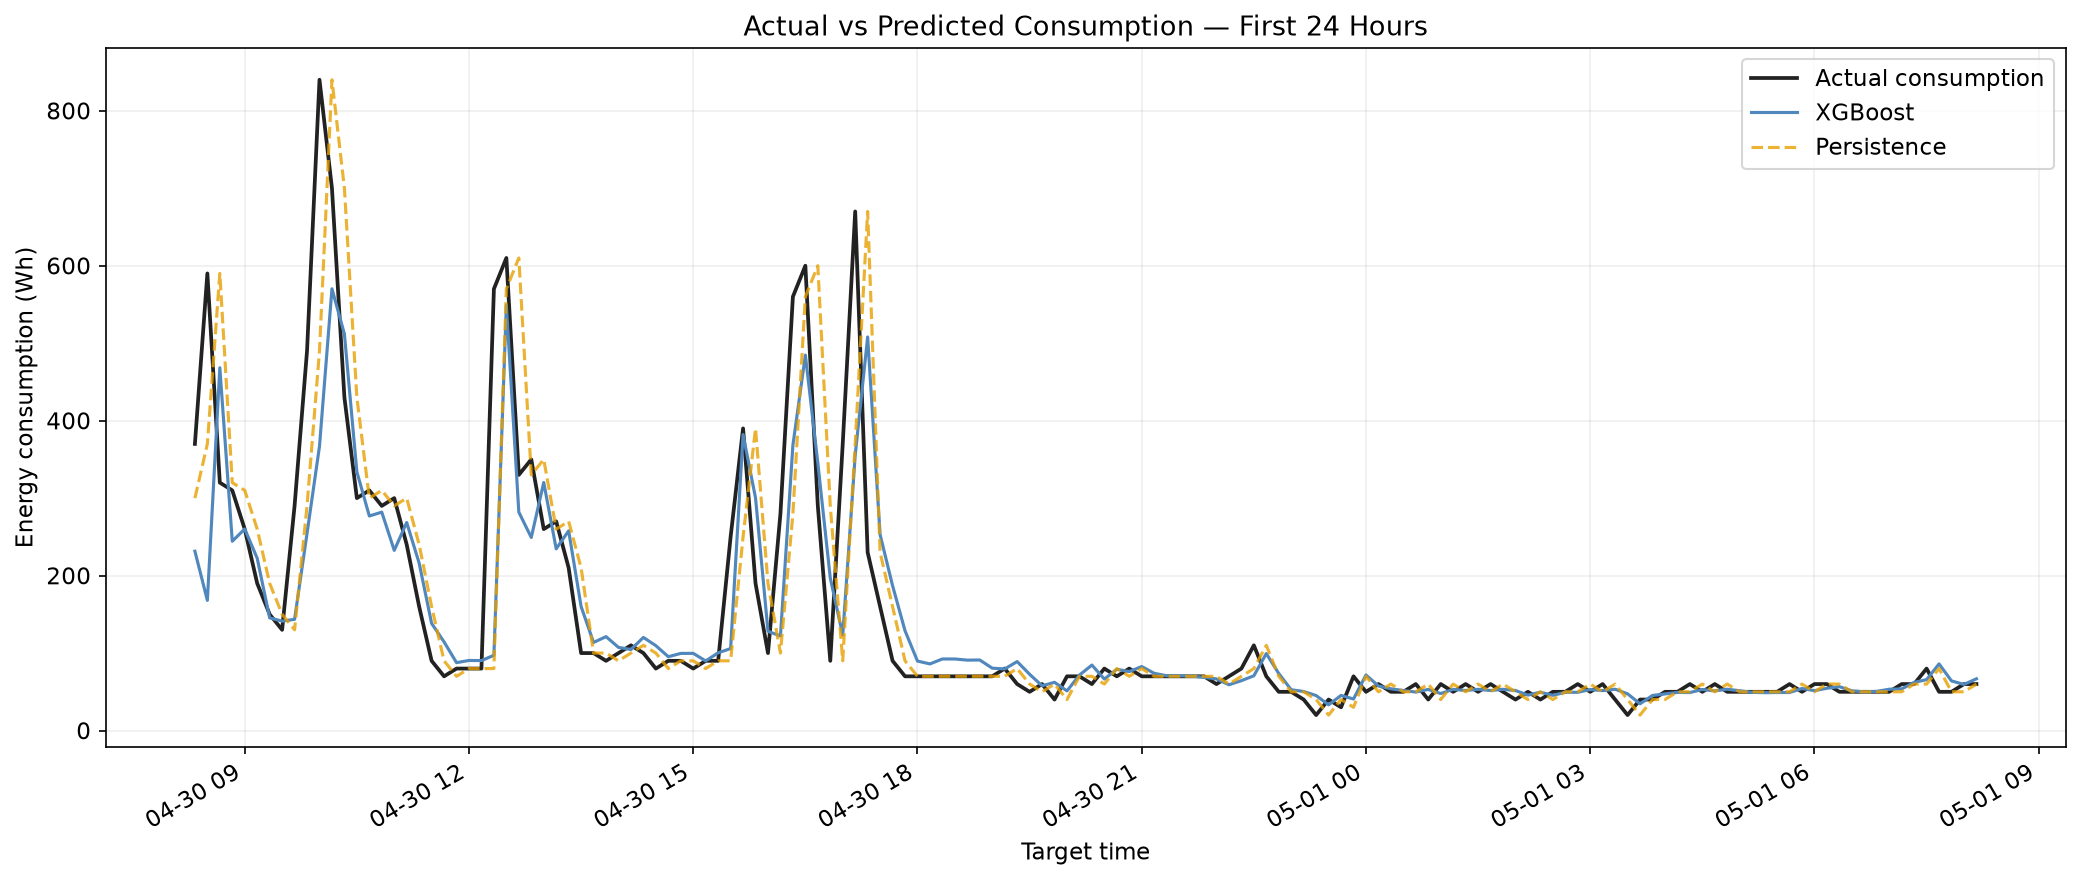 Actual vs Predicted Consumption — First 24 Hours
Actual consumption
XGBoost
Persistence
Energy consumption (Wh)
800
600
400
200
0
04-30 09
04-30 12
04-30 15
04-30 18
04-30 21
05-01 00
05-01 03
05-01 06
05-01 09
Target time